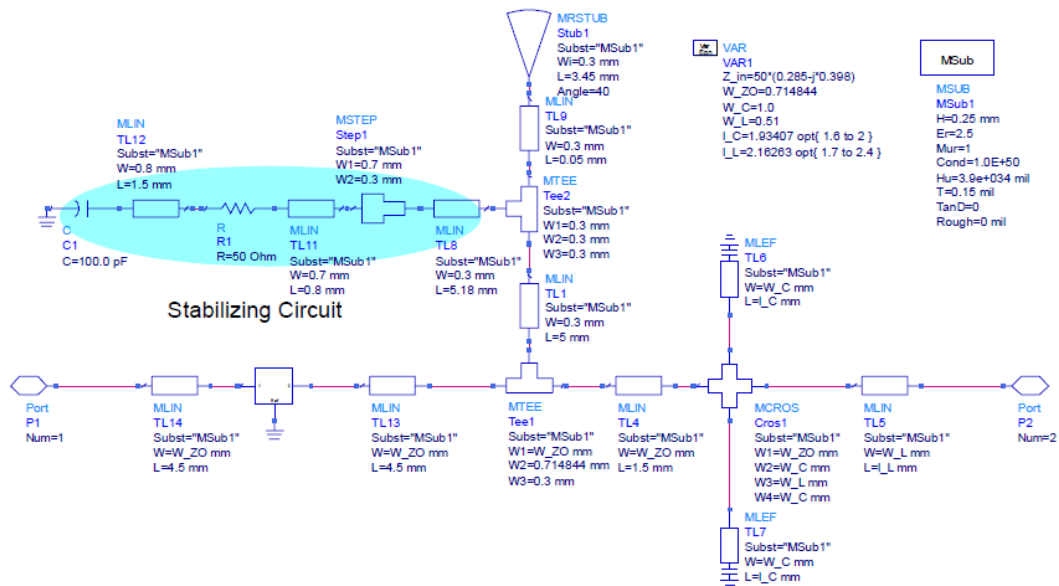 MRSTUB
Stub1
Subst="MSub1"
Wi=0.3 mm
L=3.45 mm
Angle=40
Var
Eqn
VAR
VAR1
Z_in=50*(0.285-j*0.398)
W_ZO=0.714844
W_C=1.0
W_L=0.51
l_C=1.93407 opt{ 1.6 to 2 }
l_L=2.16263 opt{ 1.7 to 2.4 }
MSub
MSUB
MSub1
H=0.25 mm
Er=2.5
Mur=1
Cond=1.0E+50
Hu=3.9e+034 mil
T=0.15 mil
TanD=0
Rough=0 mil
MLIN
TL9
Subst="MSub1"
W=0.3 mm
L=0.05 mm
MLIN
TL12
Subst="MSub1"
W=0.8 mm
L=1.5 mm
MSTEP
Step1
Subst="MSub1"
W1=0.7 mm
W2=0.3 mm
MTEE
Tee2
Subst="MSub1"
W1=0.3 mm
W2=0.3 mm
W3=0.3 mm
C
C1
C=100.0 pF
R
R1
R=50 Ohm
MLIN
TL11
Subst="MSub1"
W=0.7 mm
L=0.8 mm
MLIN
TL8
Subst="MSub1"
W=0.3 mm
L=5.18 mm
Stabilizing Circuit
MLIN
TL1
Subst="MSub1"
W=0.3 mm
L=5 mm
MLEF
TL6
Subst="MSub1"
W=W_C mm
L=l_C mm
Port
P1
Num=1
MLIN
TL14
Subst="MSub1"
W=W_ZO mm
L=4.5 mm
1
2
Ref
MLIN
TL13
Subst="MSub1"
W=W_ZO mm
L=4.5 mm
MTEE
Tee1
Subst="MSub1"
W1=W_ZO mm
W2=0.714844 mm
W3=0.3 mm
MLIN
TL4
Subst="MSub1"
W=W_ZO mm
L=1.5 mm
MCROS
Cros1
Subst="MSub1"
W1=W_ZO mm
W2=W_C mm
W3=W_L mm
W4=W_C mm
MLIN
TL5
Subst="MSub1"
W=W_L mm
L=l_L mm
Port
P2
Num=2
MLEF
TL7
Subst="MSub1"
W=W_C mm
L=l_C mm